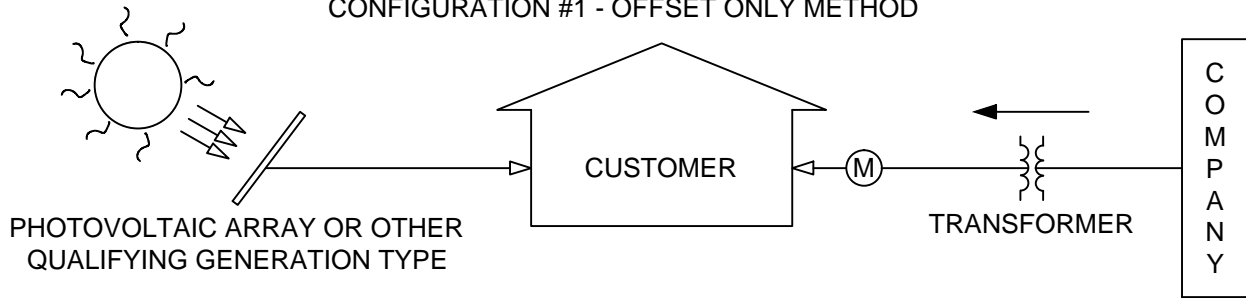 CONFIGURATION #1 - OFFSET ONLY METHOD
CUSTOMER
M
TRANSFORMER
PHOTOVOLTAIC ARRAY OR OTHER
QUALIFYING GENERATION TYPE
C
O
M
P
A
N
Y